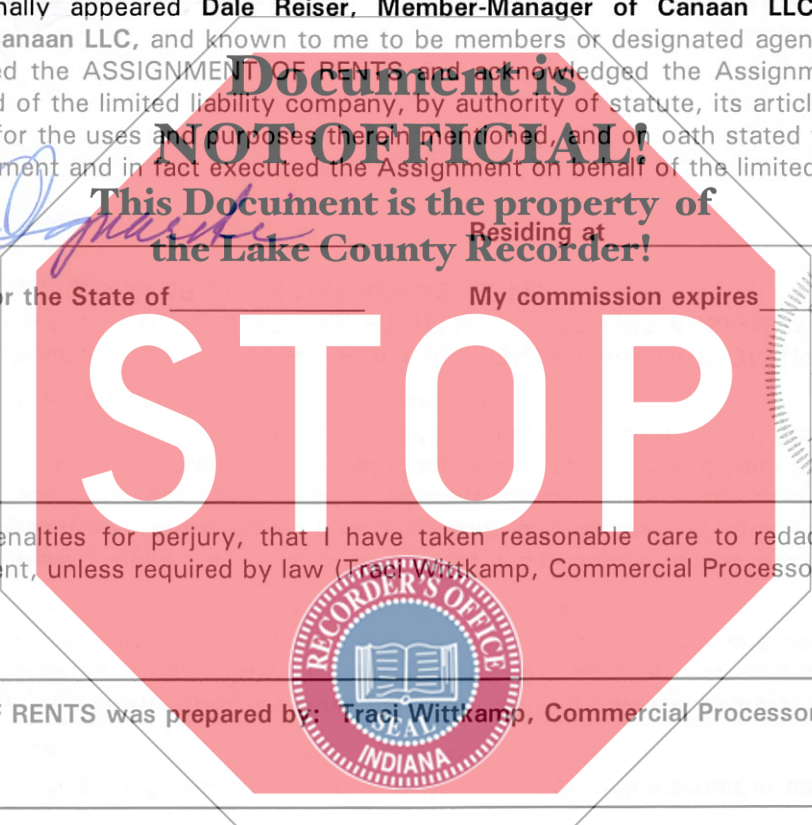 nally appeared Dale Reiser, Member-Manager of Canaan LLC
anaan LLC, and known to me to be members or designated agen
ed the ASSIGNMENT OF RENTS and acknowledged the Assignm
Document is
d of the limited liability company, by authority of statute, its articl
for the uses and purposes therein mentioned, and on oath stated
NOT OFFICIAL!
ment and in fact executed the Assignment on behalf of the limited
This Document is the property of
Residing at
the Lake County Recorder!
or the State of
My commission expires
STOP
enalties for perjury, that I have taken reasonable care to redac
ent, unless required by law (Traci Wittkamp, Commercial Processo
RECORDER'S OFFICE
F RENTS was prepared by: Traci Wittkamp, Commercial Processor
SEAL
INDIANA